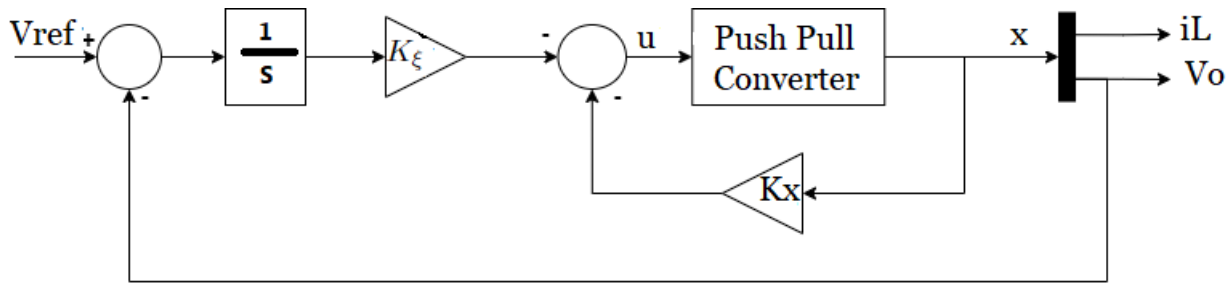 Vref
+
-
1
S
Kξ
-
-
u
Push Pull
Converter
x
iL
Vo
Kx